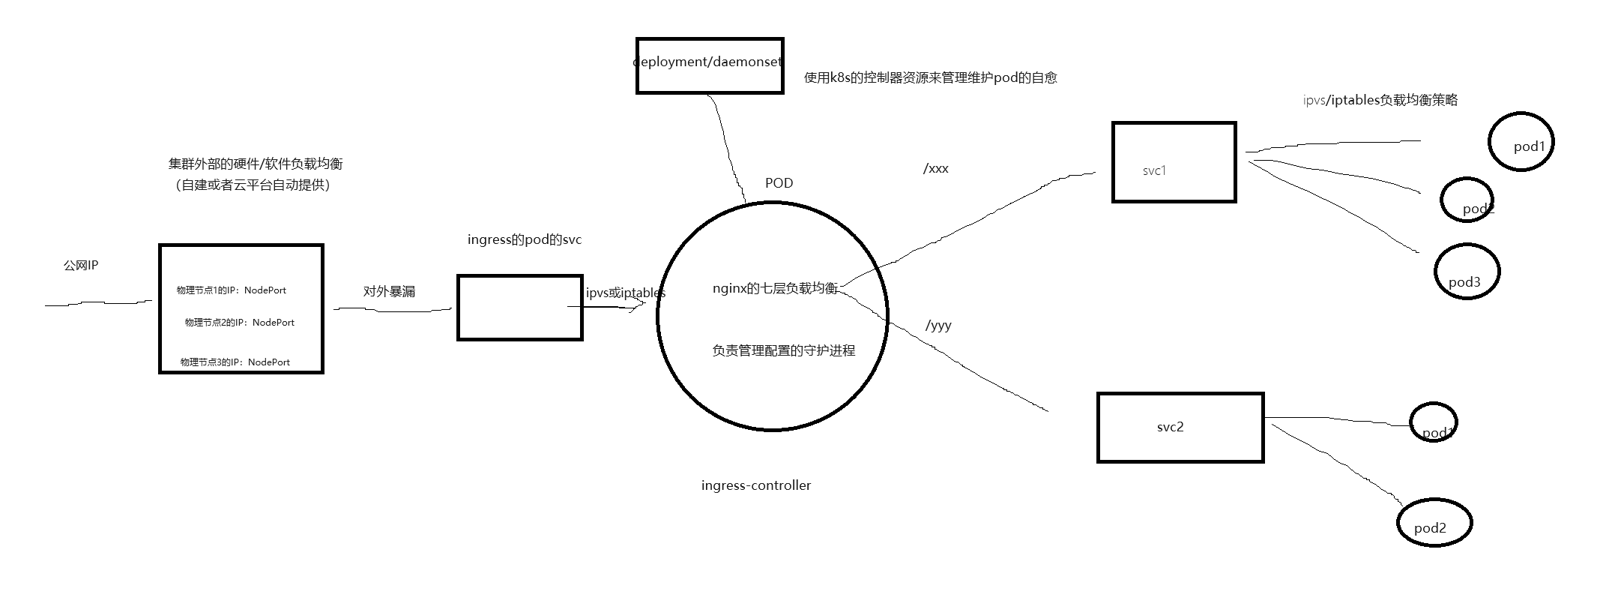 deployment/daemonset
使用k8s的控制器资源来管理维护pod的自愈
ipvs/iptables负载均衡策略
集群外部的硬件/软件负载均衡
（自建或者云平台自动提供）
POD
/xxx
svc1
pod1
pod2
pod3
公网IP
物理节点1的IP：NodePort
物理节点2的IP：NodePort
物理节点3的IP：NodePort
对外暴漏
ingress的pod的svc
ipvs或iptables
nginx的七层负载均衡
负责管理配置的守护进程
/yyy
svc2
pod1
pod2
ingress-controller